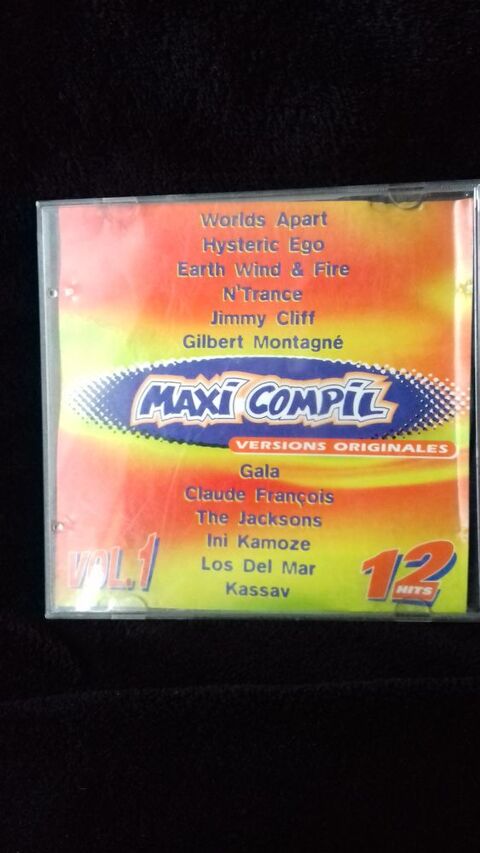 Worlds Apart
Hysteric Ego
Earth Wind & Fire
N'Trance
Jimmy Cliff
Gilbert Montagné
MAXI COMPIL
VERSIONS ORIGINALES
Gala
Claude François
The Jacksons
Ini Kamoze
Los Del Mar
Kassav
VOL.1
12
HITS